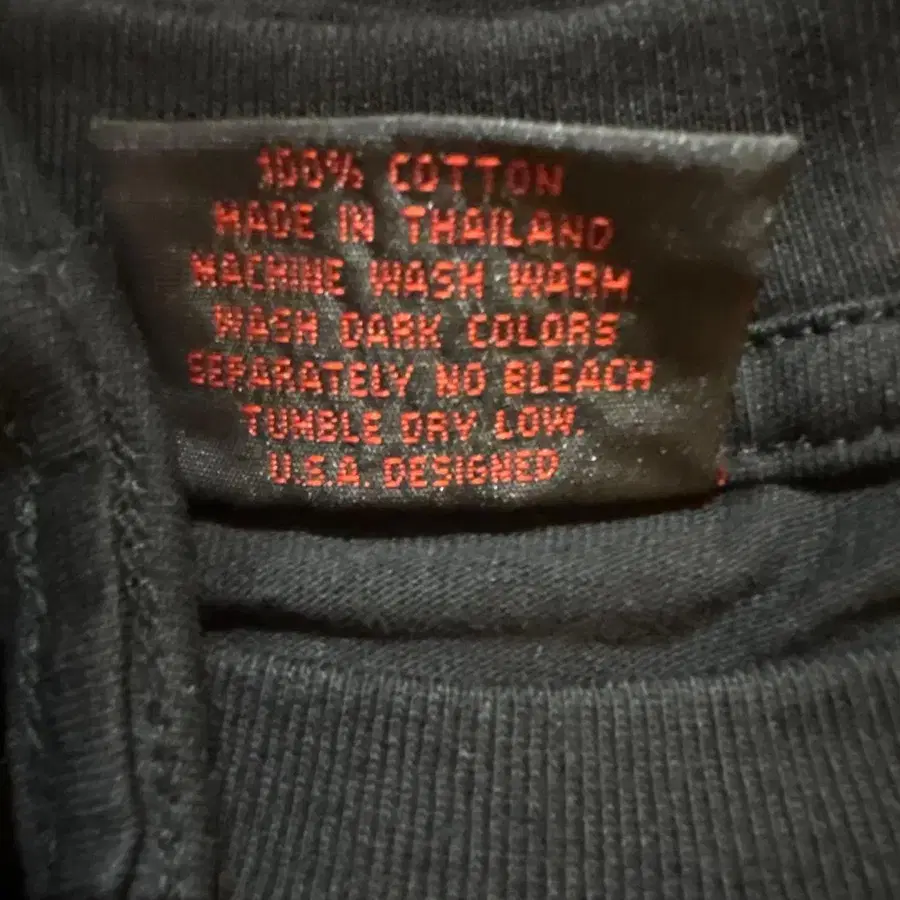 100% COTTON
MADE IN THAILAND
MACHINE WASH WARM
WASH DARK COLORS
SEPARATELY NO BLEACH
TUMBLE DRY LOW.
U.S.A. DESIGNED